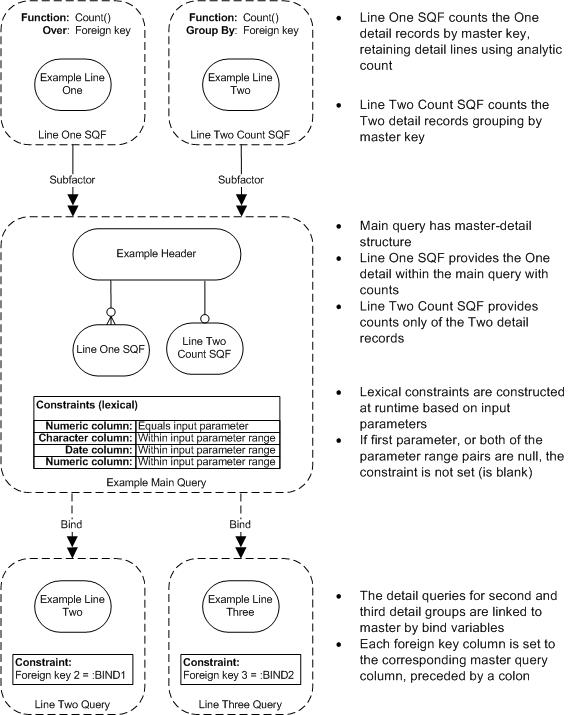 Function: Count()
Over: Foreign key
Example Line
One
Line One SQF
Function: Count()
Group By: Foreign key
Example Line
Two
Line Two Count SQF
• Line One SQF counts the One
detail records by master key,
retaining detail lines using analytic
count
• Line Two Count SQF counts the
Two detail records grouping by
master key
Subfactor
Subfactor
Example Header
Line One SQF
Line Two
Count SQF
Constraints (lexical)
Numeric column: Equals input parameter
Character column: Within input parameter range
Date column: Within input parameter range
Numeric column: Within input parameter range
Example Main Query
• Main query has master-detail
structure
• Line One SQF provides the One
detail within the main query with
counts
• Line Two Count SQF provides
counts only of the Two detail
records
• Lexical constraints are constructed
at runtime based on input
parameters
• If first parameter, or both of the
parameter range pairs are null, the
constraint is not set (is blank)
Bind
Bind
Example Line
Two
Constraint:
Foreign key 2 = :BIND1
Line Two Query
Example Line
Three
Constraint:
Foreign key 3 = :BIND2
Line Three Query
• The detail queries for second and
third detail groups are linked to
master by bind variables
• Each foreign key column is set to
the corresponding master query
column, preceded by a colon